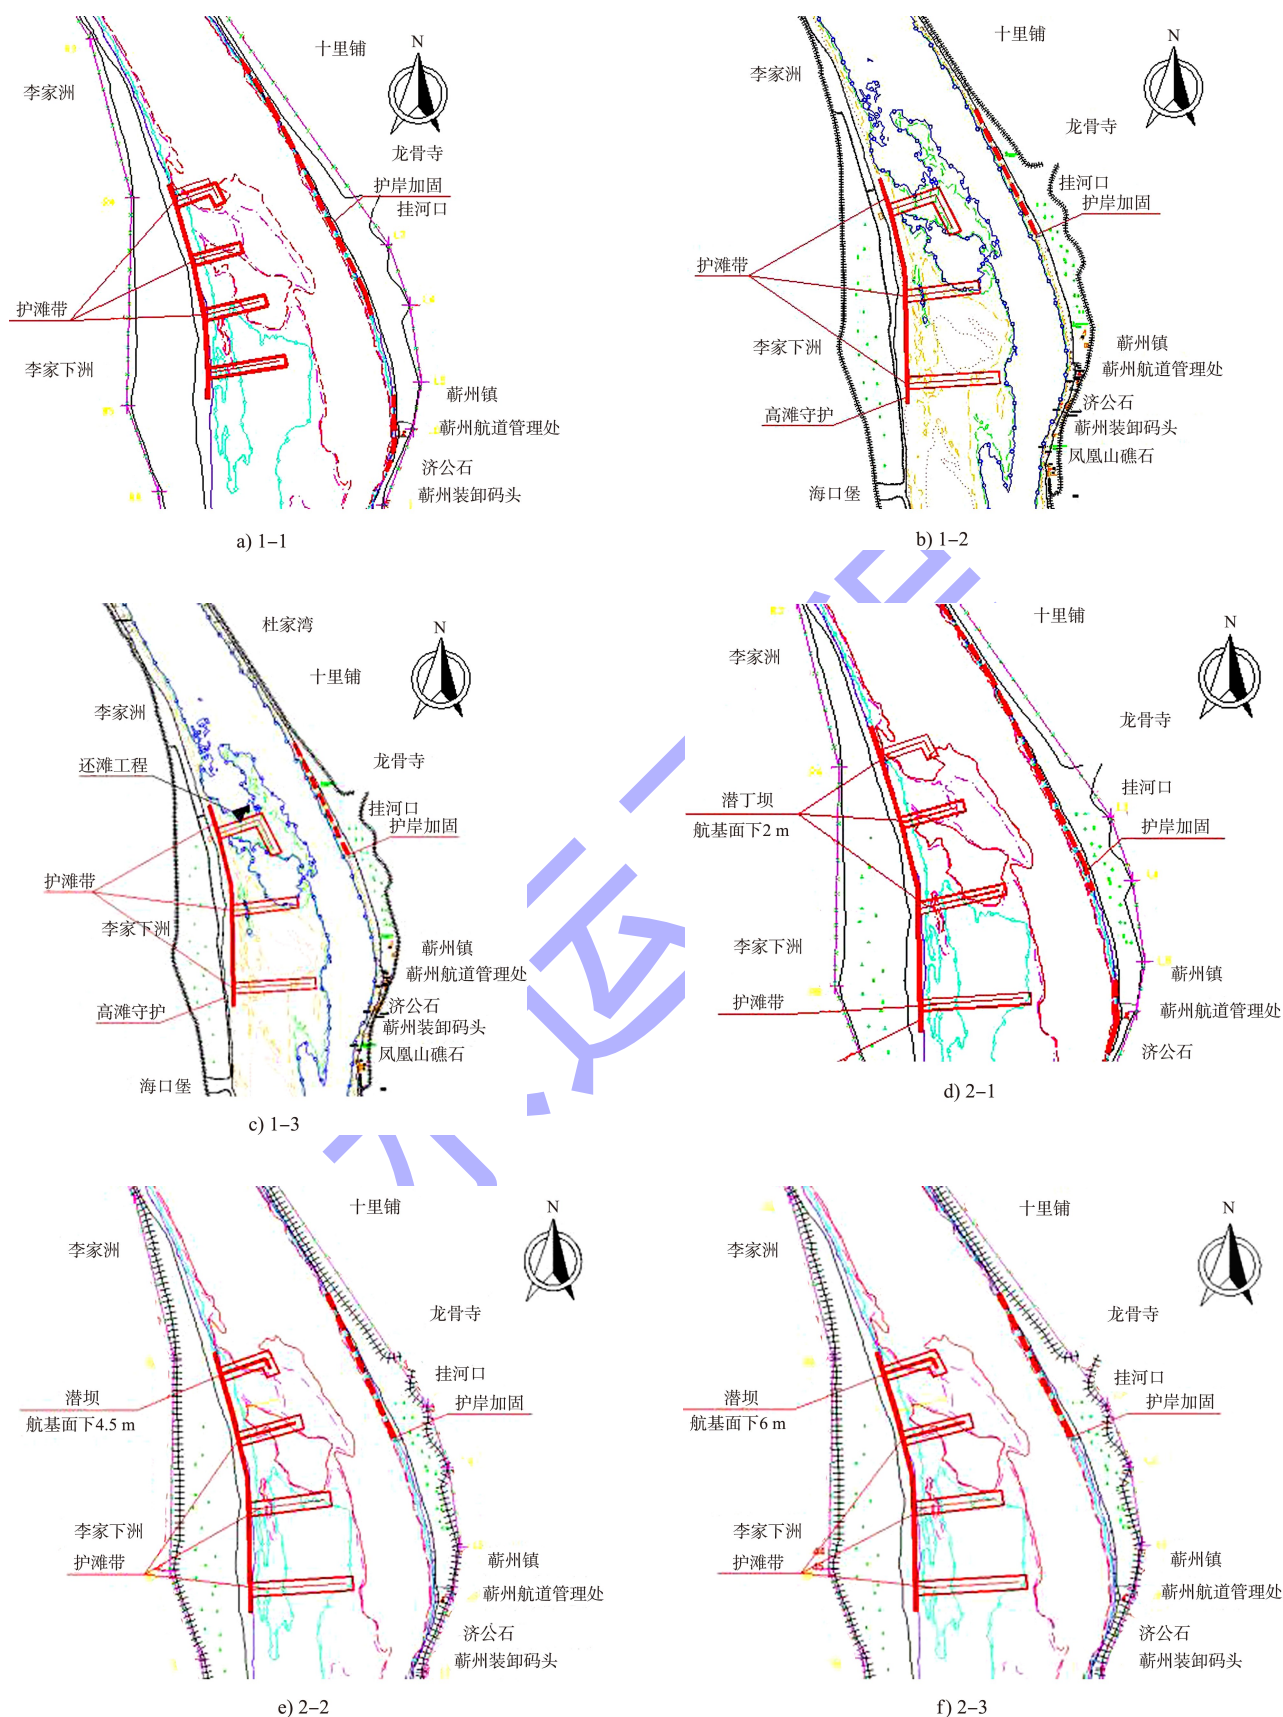 十里铺
N
李家洲
龙骨寺
护岸加固
挂河口
护滩带
李家下洲
蕲州镇
蕲州航道管理处
济公石
蕲州装卸码头
a) 1-1
十里铺
N
李家洲
龙骨寺
挂河口
护岸加固
护滩带
李家下洲
蕲州镇
蕲州航道管理处
济公石
高滩守护
蕲州装卸码头
凤凰山礁石
海口堡
b) 1-2
杜家湾
N
十里铺
李家洲
龙骨寺
还滩工程
挂河口
护岸加固
护滩带
李家下洲
蕲州镇
蕲州航道管理处
济公石
高滩守护
蕲州装卸码头
凤凰山礁石
海口堡
c) 1-3
十里铺
N
李家洲
龙骨寺
挂河口
潜丁坝
航基面下2 m
护岸加固
李家下洲
蕲州镇
护滩带
蕲州航道管理处
济公石
d) 2-1
十里铺
N
李家洲
龙骨寺
挂河口
潜坝
航基面下4.5 m
护岸加固
李家下洲
护滩带
蕲州镇
蕲州航道管理处
济公石
蕲州装卸码头
e) 2-2
十里铺
N
李家洲
龙骨寺
挂河口
潜坝
航基面下6 m
护岸加固
李家下洲
护滩带
蕲州镇
蕲州航道管理处
济公石
蕲州装卸码头
f) 2-3